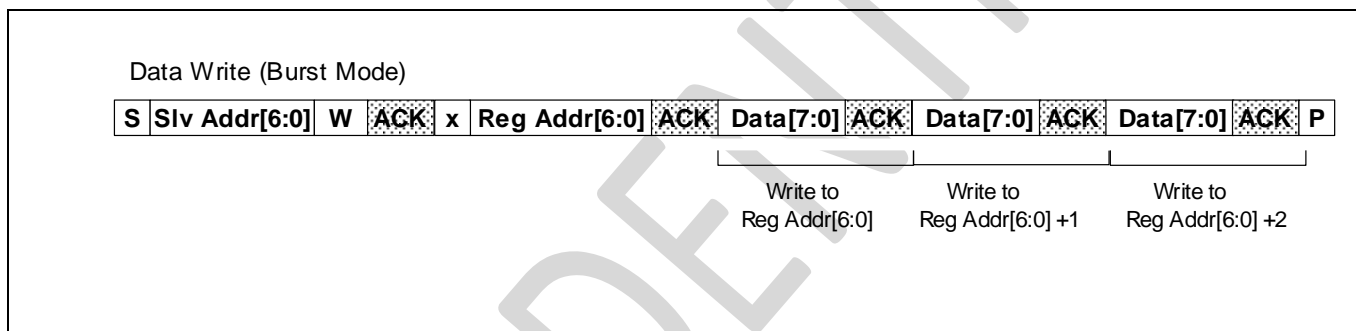 Data Write (Burst Mode)
S Slv Addr[6:0] W ACK x Reg Addr[6:0] ACK Data[7:0] ACK Data[7:0] ACK Data[7:0] ACK P
Write to Write to Write to
Reg Addr[6:0] Reg Addr[6:0] +1 Reg Addr[6:0] +2
DENT